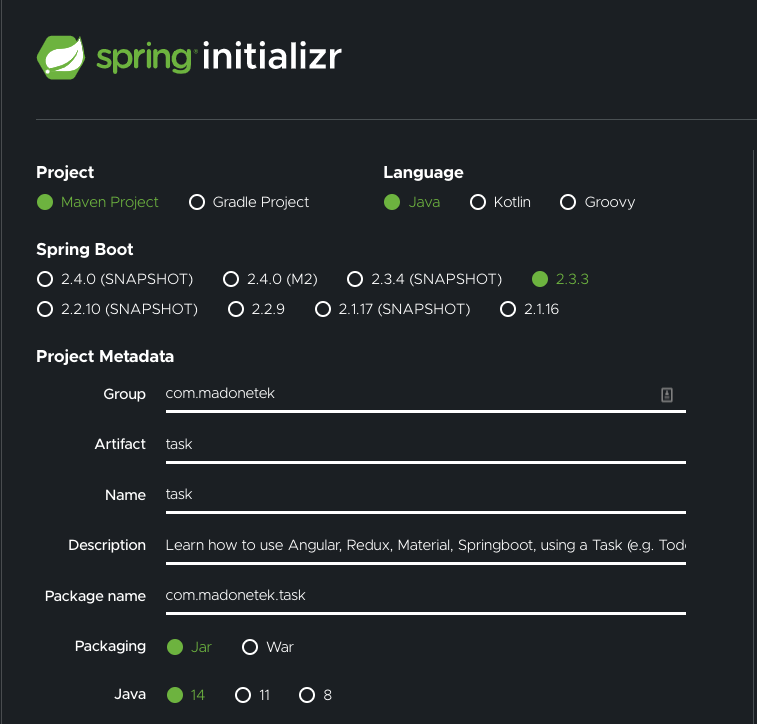 spring initializr
Project Language
Maven Project Gradle Project Java Kotlin Groovy
Spring Boot
2.4.0 (SNAPSHOT) 2.4.0 (M2) 2.3.4 (SNAPSHOT) 2.3.3
2.2.10 (SNAPSHOT) 2.2.9 2.1.17 (SNAPSHOT) 2.1.16
Project Metadata
Group com.madonetek
Artifact task
Name task
Description Learn how to use Angular, Redux, Material, Springboot, using a Task (e.g. Tod
Package name com.madonetek.task
Packaging Jar War
Java 14 11 8